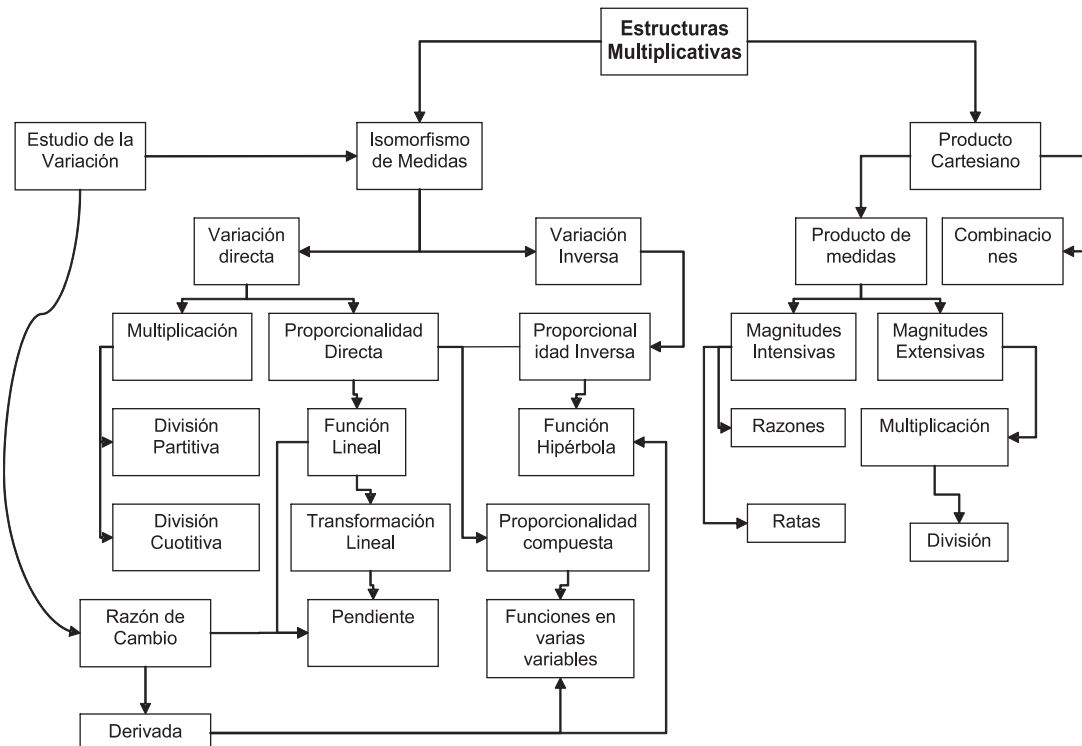 Estructuras
Multiplicativas
Estudio de la
Variación
Isomorfismo
de Medidas
Producto
Cartesiano
Variación
directa
Variación
Inversa
Producto de
medidas
Combinacio
nes
Multiplicación
Proporcionalidad
Directa
Proporcional
idad Inversa
Magnitudes
Intensivas
Magnitudes
Extensivas
División
Partitiva
Función
Lineal
Función
Hipérbola
Razones
Multiplicación
División
Cuotitiva
Transformación
Lineal
Proporcionalidad
compuesta
Ratas
División
Razón de
Cambio
Pendiente
Funciones en
varias
variables
Derivada